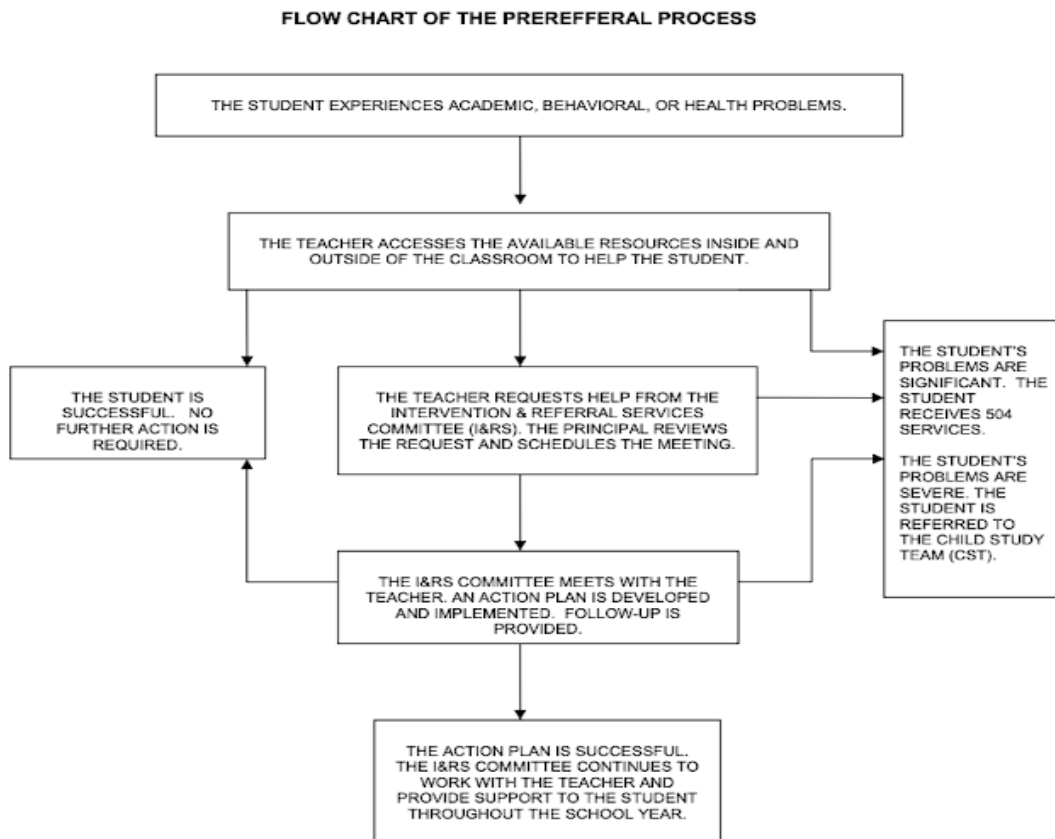 FLOW CHART OF THE PREREFFERAL PROCESS
THE STUDENT EXPERIENCES ACADEMIC, BEHAVIORAL, OR HEALTH PROBLEMS.
THE TEACHER ACCESSES THE AVAILABLE RESOURCES INSIDE AND
OUTSIDE OF THE CLASSROOM TO HELP THE STUDENT.
THE STUDENT IS
SUCCESSFUL. NO
FURTHER ACTION IS
REQUIRED.
THE TEACHER REQUESTS HELP FROM THE
INTERVENTION & REFERRAL SERVICES
COMMITTEE (I&RS). THE PRINCIPAL REVIEWS
THE REQUEST AND SCHEDULES THE MEETING.
THE STUDENT'S
PROBLEMS ARE
SIGNIFICANT. THE
STUDENT
RECEIVES 504
SERVICES.
THE STUDENT'S
PROBLEMS ARE
SEVERE. THE
STUDENT IS
REFERRED TO
THE CHILD STUDY
TEAM (CST).
THE I&RS COMMITTEE MEETS WITH THE
TEACHER. AN ACTION PLAN IS DEVELOPED
AND IMPLEMENTED. FOLLOW-UP IS
PROVIDED.
THE ACTION PLAN IS SUCCESSFUL.
THE I&RS COMMITTEE CONTINUES TO
WORK WITH THE TEACHER AND
PROVIDE SUPPORT TO THE STUDENT
THROUGHOUT THE SCHOOL YEAR.